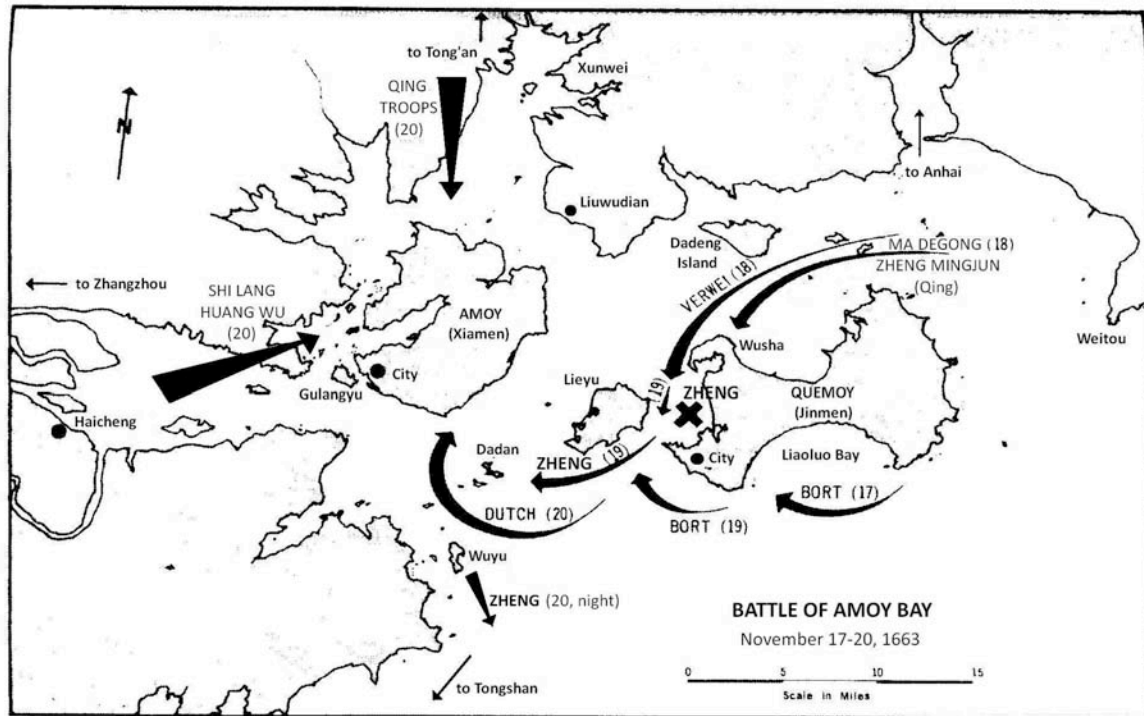 to Tong'an
Xunwei
QING
TROOPS
(20)
N
to Anhai
Liuwudian
Dadeng
Island
MA DEGONG (18)
ZHENG MINGJUN
(Qing)
VERWEI (18)
to Zhangzhou
SHI LANG
HUANG WU
(20)
AMOY
(Xiamen)
Weitou
Wusha
City
Gulangyu
Lieyu
(19)
ZHENG
QUEMOY
(Jinmen)
Haicheng
Dadan
ZHENG (19)
City
Liaoluo Bay
DUTCH (20)
BORT (19)
BORT (17)
Wuyu
ZHENG (20, night)
BATTLE OF AMOY BAY
November 17-20, 1663
to Tongshan
0 5 10 15
Scale in Miles